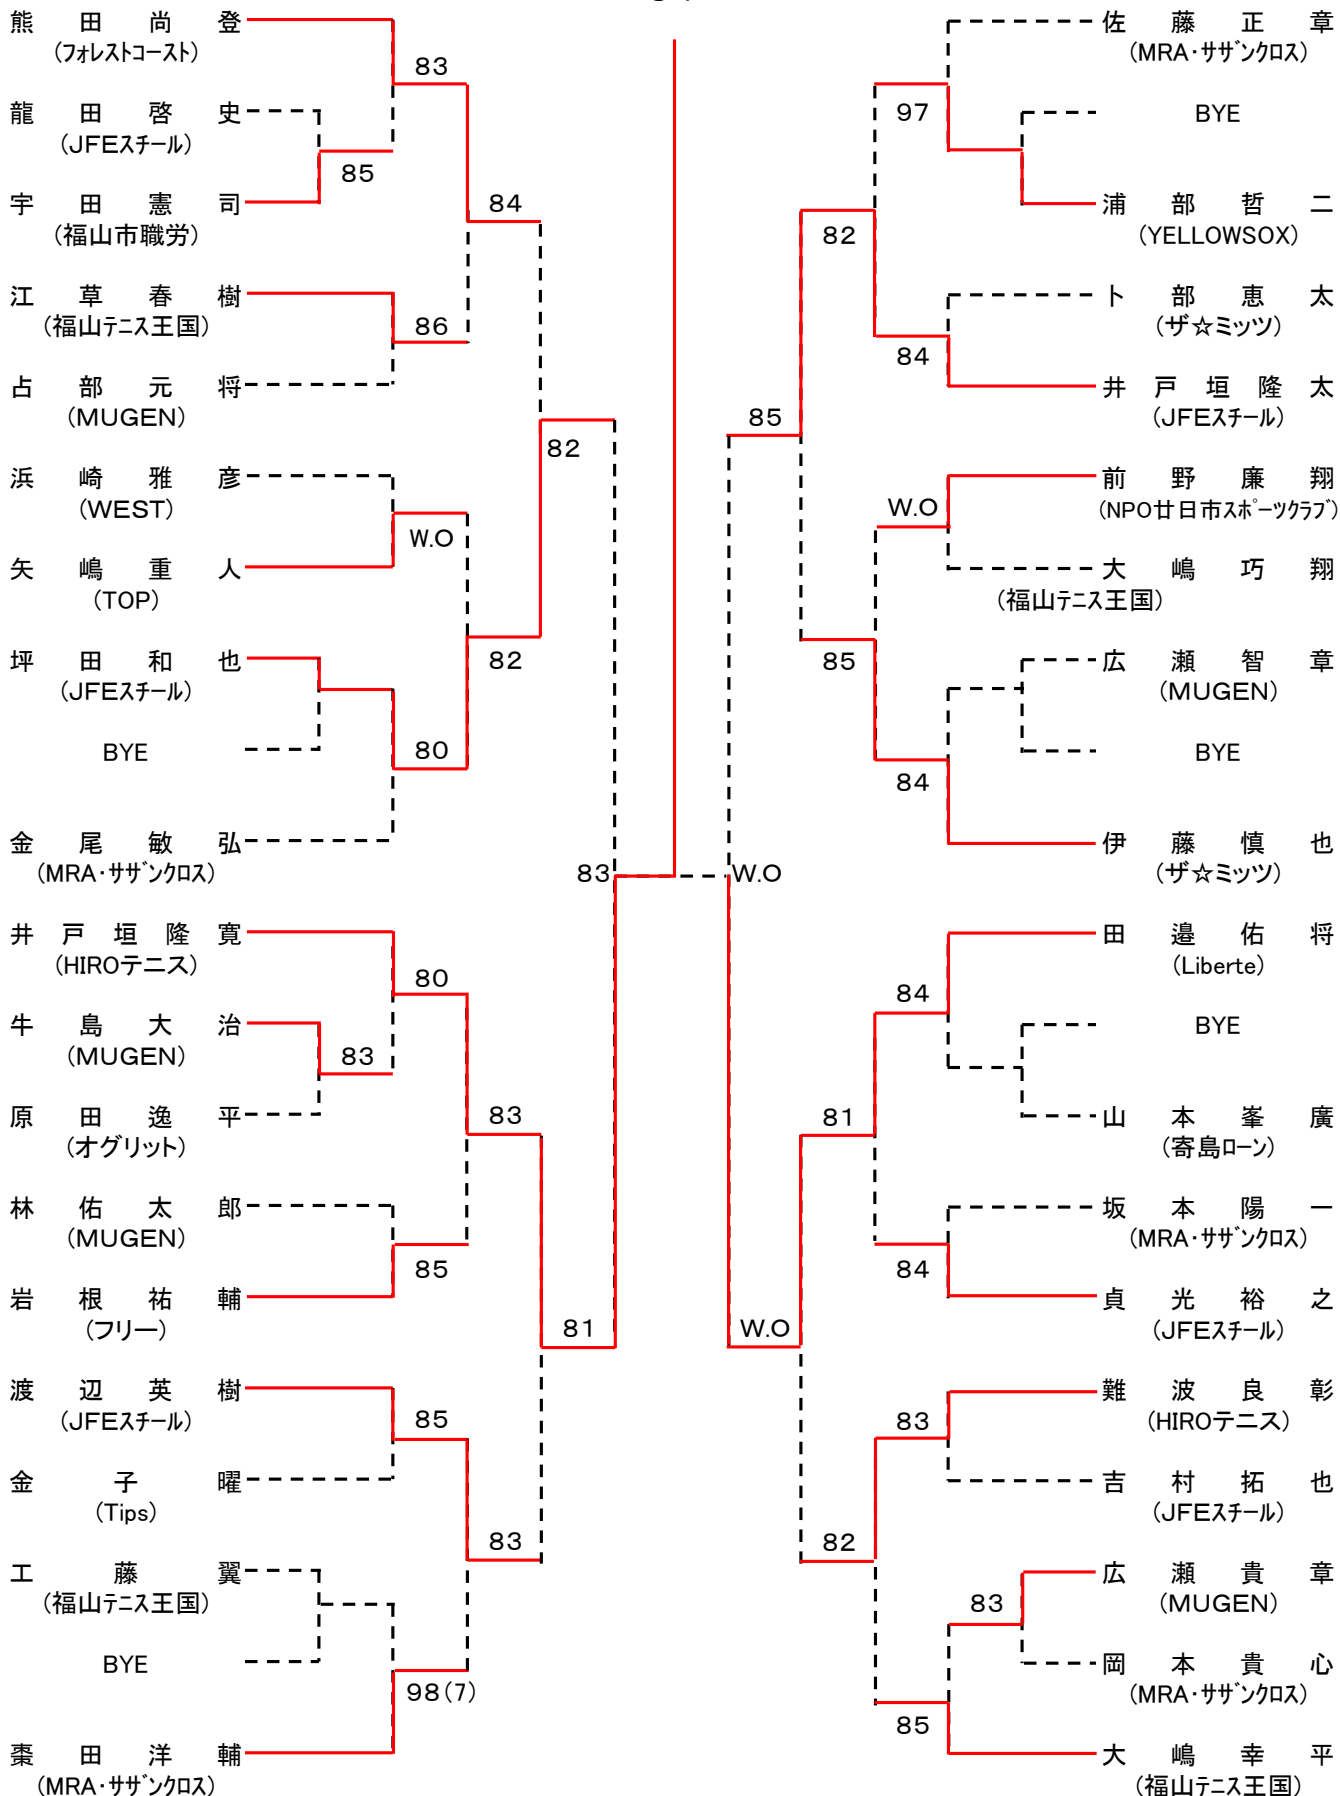 熊田尚登
(フォレストコースト)
83
龍田啓史
(JFEスチール)
85
宇田憲司
(福山市職労)
84
江草春樹
(福山テニス王国)
86
占部元将
(MUGEN)
82
浜崎雅彦
(WEST)
W.O
矢嶋重人
(TOP)
82
坪田和也
(JFEスチール)
BYE
80
金尾敏弘
(MRA・サザンクロス)
83
井戸垣隆寛
(HIROテニス)
80
牛島大治
(MUGEN)
83
原田逸平
(オグリット)
83
林佑太郎
(MUGEN)
85
岩根祐輔
(フリー)
81
渡辺英樹
(JFEスチール)
85
金子曜
(Tips)
83
工藤翼
(福山テニス王国)
BYE
98(7)
棗田洋輔
(MRA・サザンクロス)
佐藤正章
(MRA・サザンクロス)
97
BYE
浦部哲二
(YELLOWSOX)
82
卜部恵太
(ザ☆ミッツ)
84
井戸垣隆太
(JFEスチール)
85
前野廉翔
(NPO廿日市スポーツクラブ)
W.O
大嶋巧翔
(福山テニス王国)
85
広瀬智章
(MUGEN)
BYE
84
伊藤慎也
(ザ☆ミッツ)
W.O
田邉佑将
(Liberte)
84
BYE
山本峯廣
(寄島ローン)
81
坂本陽一
(MRA・サザンクロス)
84
貞光裕之
(JFEスチール)
W.O
難波良彰
(HIROテニス)
83
吉村拓也
(JFEスチール)
82
広瀬貴章
(MUGEN)
83
岡本貴心
(MRA・サザンクロス)
85
大嶋幸平
(福山テニス王国)